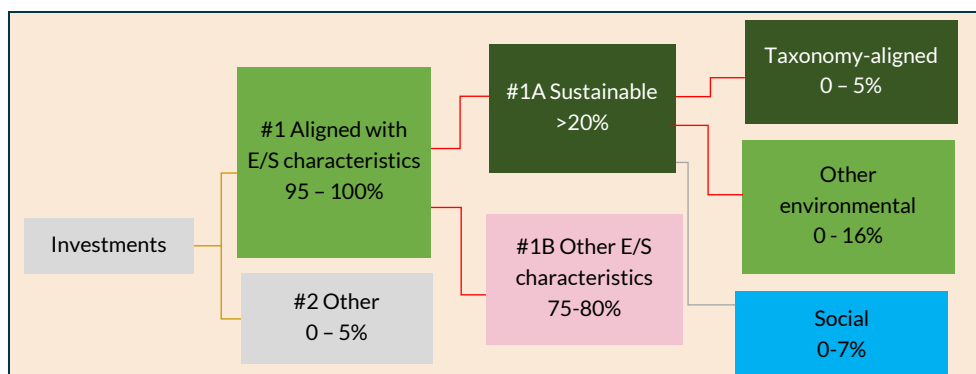 Investments
#1 Aligned with
E/S characteristics
95 – 100%
#2 Other
0 – 5%
#1A Sustainable
>20%
#1B Other E/S
characteristics
75-80%
Taxonomy-aligned
0 – 5%
Other
environmental
0 - 16%
Social
0-7%